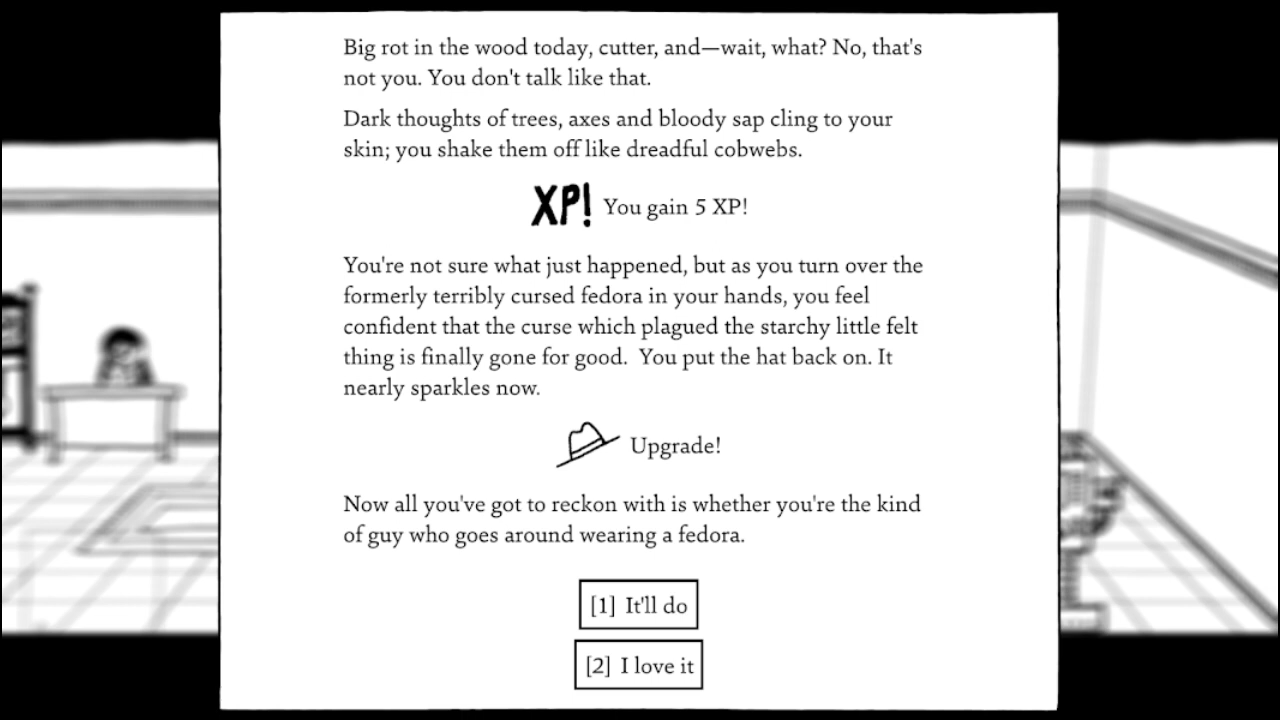 Big rot in the wood today, cutter, and—wait, what? No, that's
not you. You don't talk like that.
Dark thoughts of trees, axes and bloody sap cling to your
skin; you shake them off like dreadful cobwebs.
XP! You gain 5 XP!
You're not sure what just happened, but as you turn over the
formerly terribly cursed fedora in your hands, you feel
confident that the curse which plagued the starchy little felt
thing is finally gone for good.  You put the hat back on. It
nearly sparkles now.
Upgrade!
Now all you've got to reckon with is whether you're the kind
of guy who goes around wearing a fedora.
[1] It'll do
[2] I love it